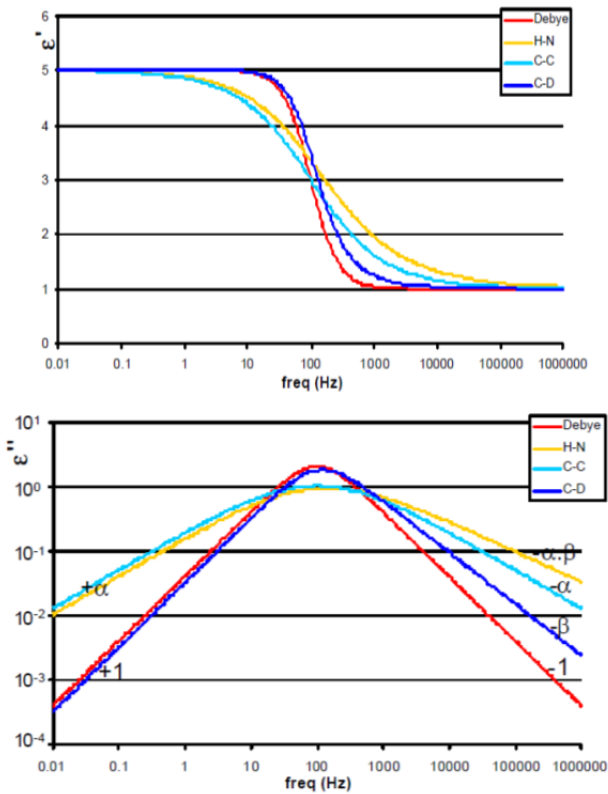 6
ε'
5
4
3
2
1
0
0.01 0.1 1 10 100 1000 10000 100000 1000000
freq (Hz)
Debye
H-N
C-C
C-D
10¹
ε''
10⁰
10⁻¹
10⁻²
10⁻³
10⁻⁴
+α
+1
-α.β
-α
-β
-1
0.01 0.1 1 10 100 1000 10000 100000 1000000
freq (Hz)
Debye
H-N
C-C
C-D